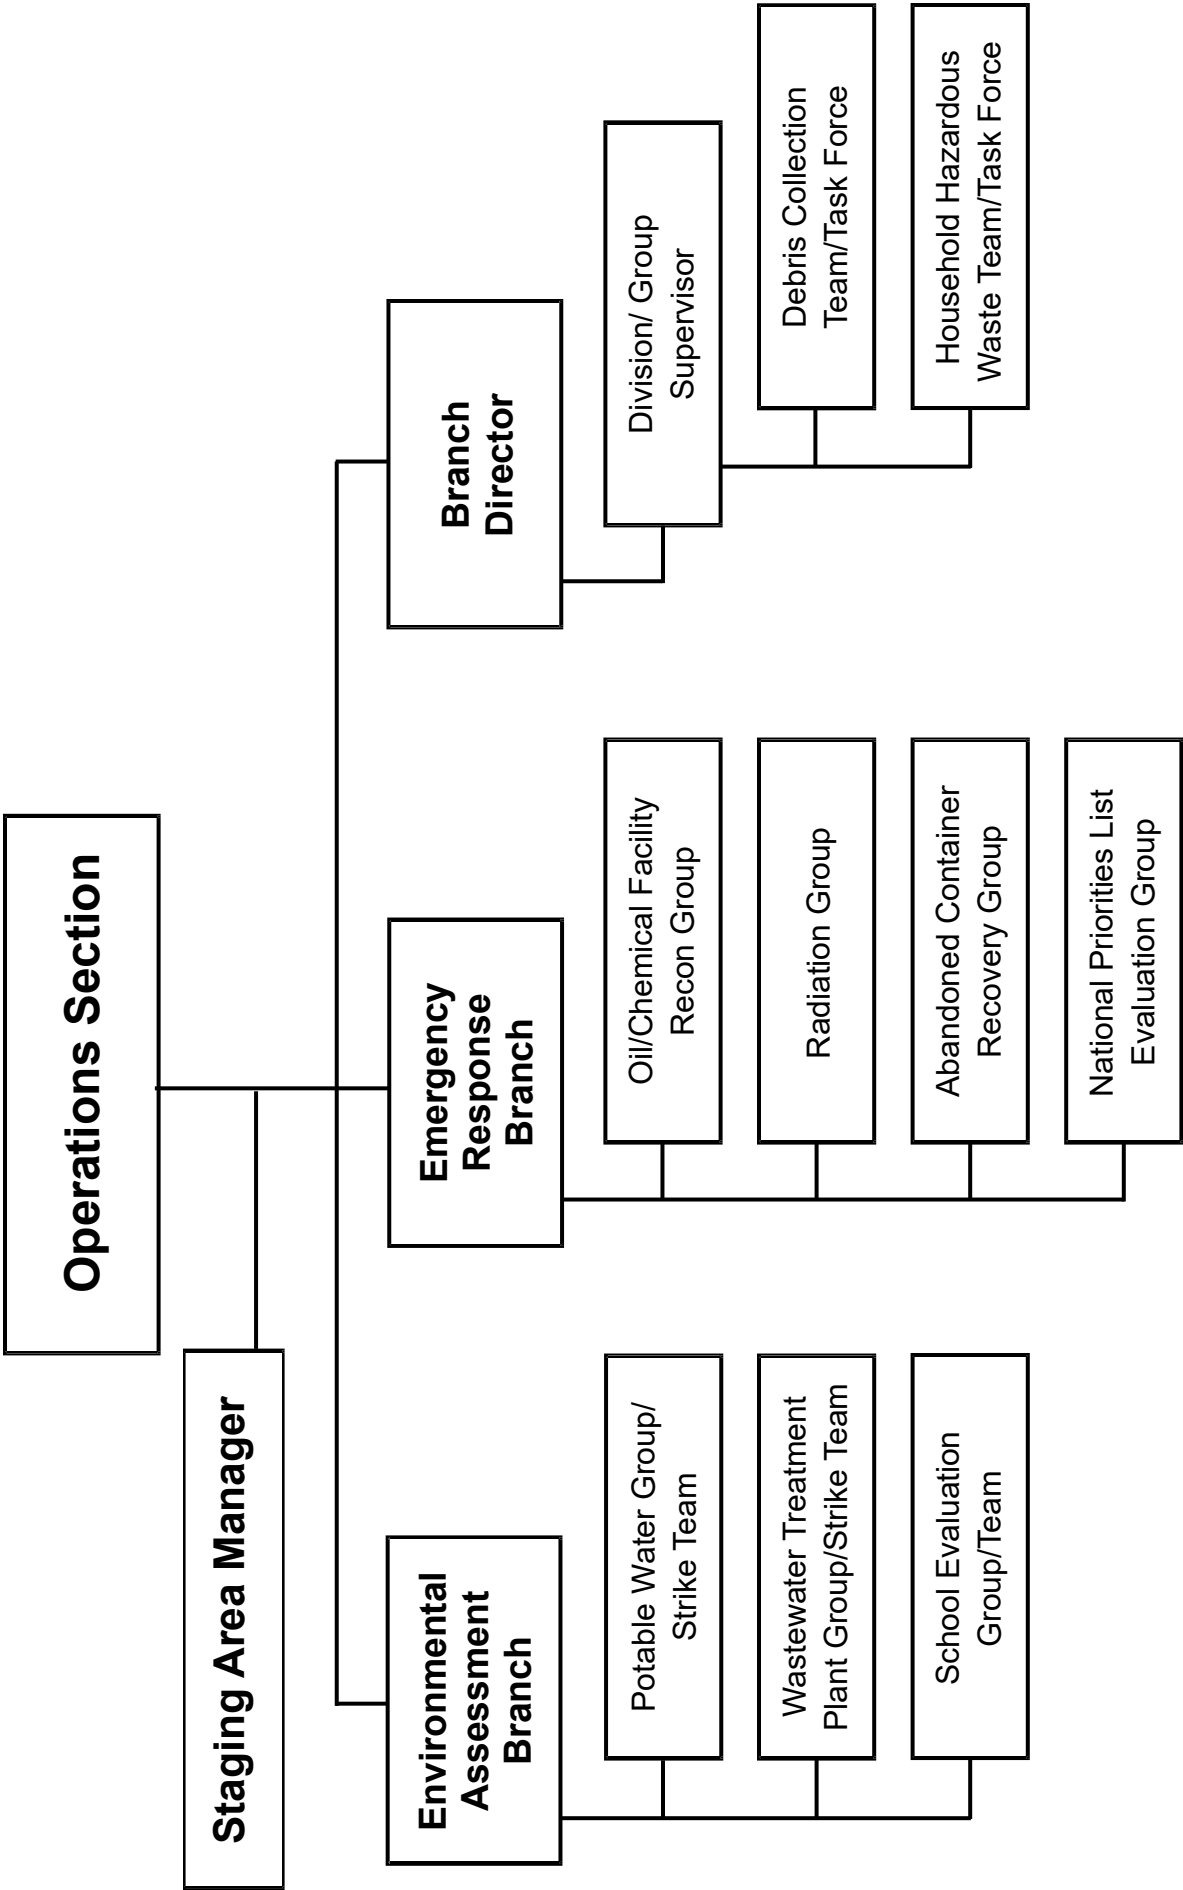 Operations Section
Staging Area Manager
Environmental
Assessment
Branch
Potable Water Group/
Strike Team
Wastewater Treatment
Plant Group/Strike Team
School Evaluation
Group/Team
Emergency
Response
Branch
Oil/Chemical Facility
Recon Group
Radiation Group
Abandoned Container
Recovery Group
National Priorities List
Evaluation Group
Branch
Director
Division/ Group
Supervisor
Debris Collection
Team/Task Force
Household Hazardous
Waste Team/Task Force